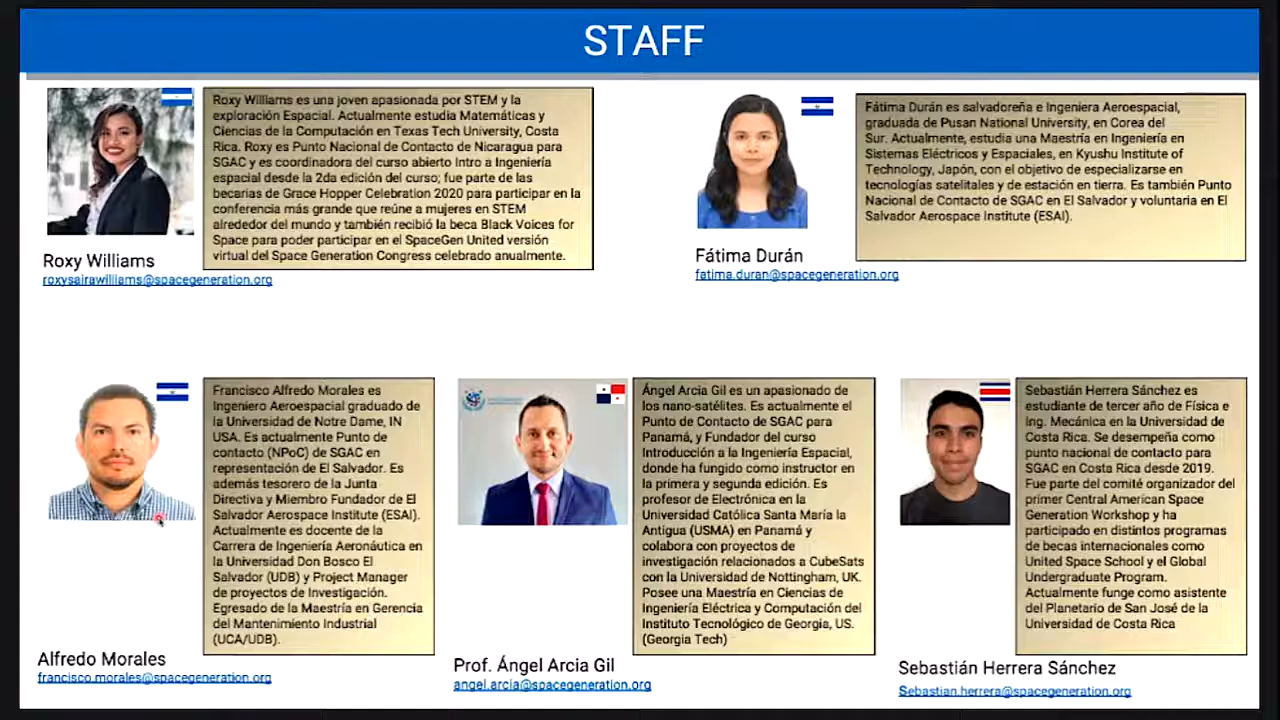 STAFF
Roxy Williams es una joven apasionada por STEM y la
exploración Espacial. Actualmente estudia Matemáticas y
Ciencias de la Computación en Texas Tech University, Costa
Rica. Roxy es Punto Nacional de Contacto de Nicaragua para
SGAC y es coordinadora del curso abierto Intro a Ingeniería
espacial desde la 2da edición del curso; fue parte de las
becarias de Grace Hopper Celebration 2020 para participar en la
conferencia más grande que reúne a mujeres en STEM
alrededor del mundo y también recibió la beca Black Voices for
Space para poder participar en el SpaceGen United versión
virtual del Space Generation Congress celebrado anualmente.
Roxy Williams
roxysairawilliams@spacegeneration.org
Fátima Durán es salvadoreña e Ingeniera Aeroespacial,
graduada de Pusan National University, en Corea del
Sur. Actualmente, estudia una Maestría en Ingeniería en
Sistemas Eléctricos y Espaciales, en Kyushu Institute of
Technology, Japón, con el objetivo de especializarse en
tecnologías satelitales y de estación en tierra. Es también Punto
Nacional de Contacto de SGAC en El Salvador y voluntaria en El
Salvador Aerospace Institute (ESAI).
Fátima Durán
fatima.duran@spacegeneration.org
Francisco Alfredo Morales es
Ingeniero Aeroespacial graduado de
la Universidad de Notre Dame, IN
USA. Es actualmente Punto de
contacto (NPoC) de SGAC en
representación de El Salvador. Es
además tesorero de la Junta
Directiva y Miembro Fundador de El
Salvador Aerospace Institute (ESAI).
Actualmente es docente de la
Carrera de Ingeniería Aeronáutica en
la Universidad Don Bosco El
Salvador (UDB) y Project Manager
de proyectos de Investigación.
Egresado de la Maestría en Gerencia
del Mantenimiento Industrial
(UCA/UDB).
Alfredo Morales
francisco.morales@spacegeneration.org
Ángel Arcia Gil es un apasionado de
los nano-satélites. Es actualmente el
Punto de Contacto de SGAC para
Panamá, y Fundador del curso
Introducción a la Ingeniería Espacial,
donde ha fungido como instructor en
la primera y segunda edición. Es
profesor de Electrónica en la
Universidad Católica Santa María la
Antigua (USMA) en Panamá y
colabora con proyectos de
investigación relacionados a CubeSats
con la Universidad de Nottingham, UK.
Posee una Maestría en Ciencias de
Ingeniería Eléctrica y Computación del
Instituto Tecnológico de Georgia, US.
(Georgia Tech)
Prof. Ángel Arcia Gil
angel.arcia@spacegeneration.org
Sebastián Herrera Sánchez es
estudiante de tercer año de Física e
Ing. Mecánica en la Universidad de
Costa Rica. Se desempeña como
punto nacional de contacto para
SGAC en Costa Rica desde 2019.
Fue parte del comité organizador del
primer Central American Space
Generation Workshop y ha
participado en distintos programas
de becas internacionales como
United Space School y el Global
Undergraduate Program.
Actualmente funge como asistente
del Planetario de San José de la
Universidad de Costa Rica
Sebastián Herrera Sánchez
Sebastian.herrera@spacegeneration.org